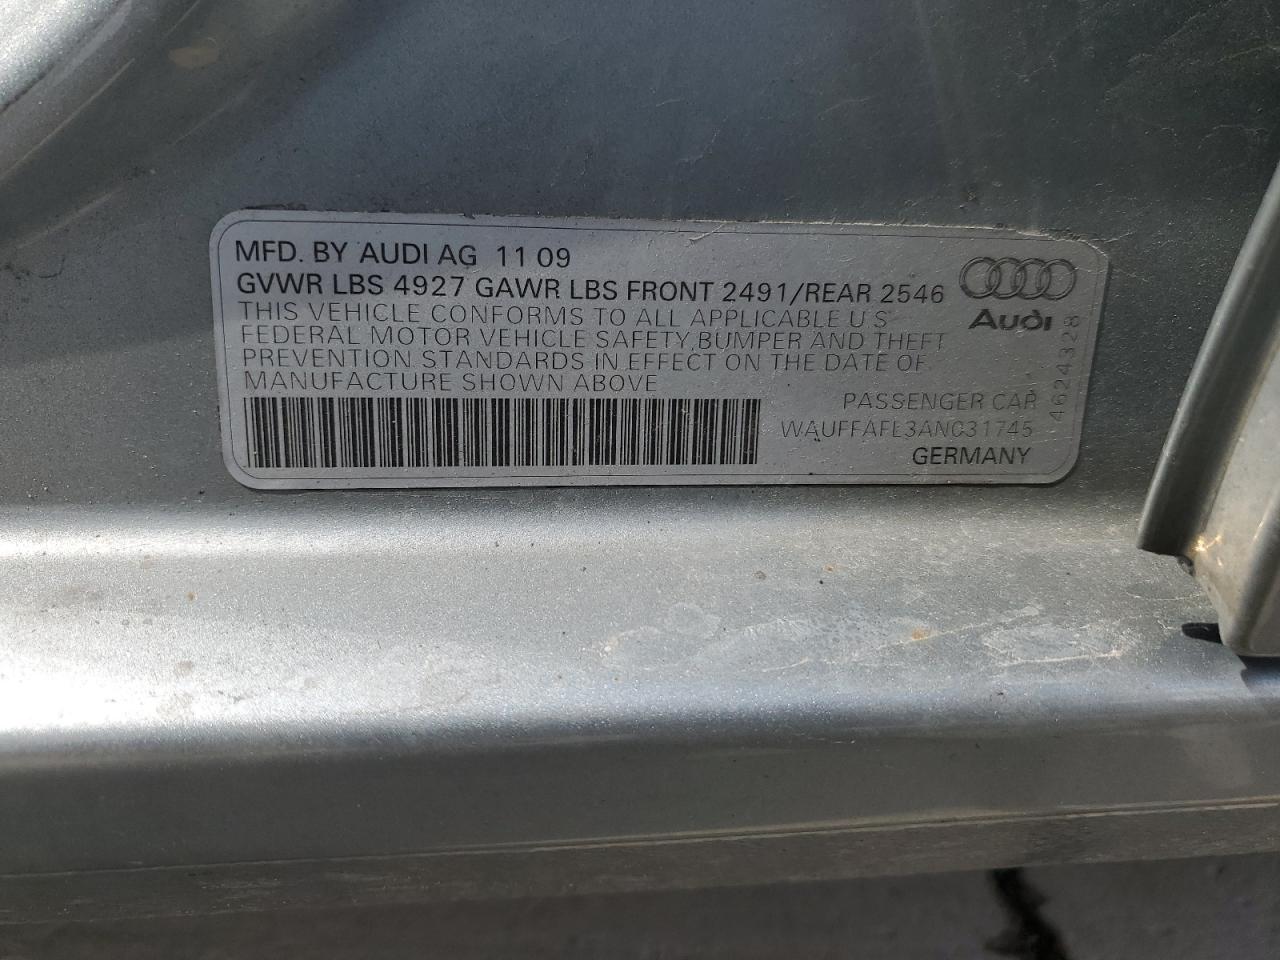 MFD. BY AUDI AG 11 09
GVWR LBS 4927 GAWR LBS FRONT 2491/REAR 2546
THIS VEHICLE CONFORMS TO ALL APPLICABLE U S
FEDERAL MOTOR VEHICLE SAFETY, BUMPER AND THEFT
PREVENTION STANDARDS IN EFFECT ON THE DATE OF
MANUFACTURE SHOWN ABOVE
PASSENGER CAR
WAUFFAFL3AN031745
GERMANY
Audi
4624328